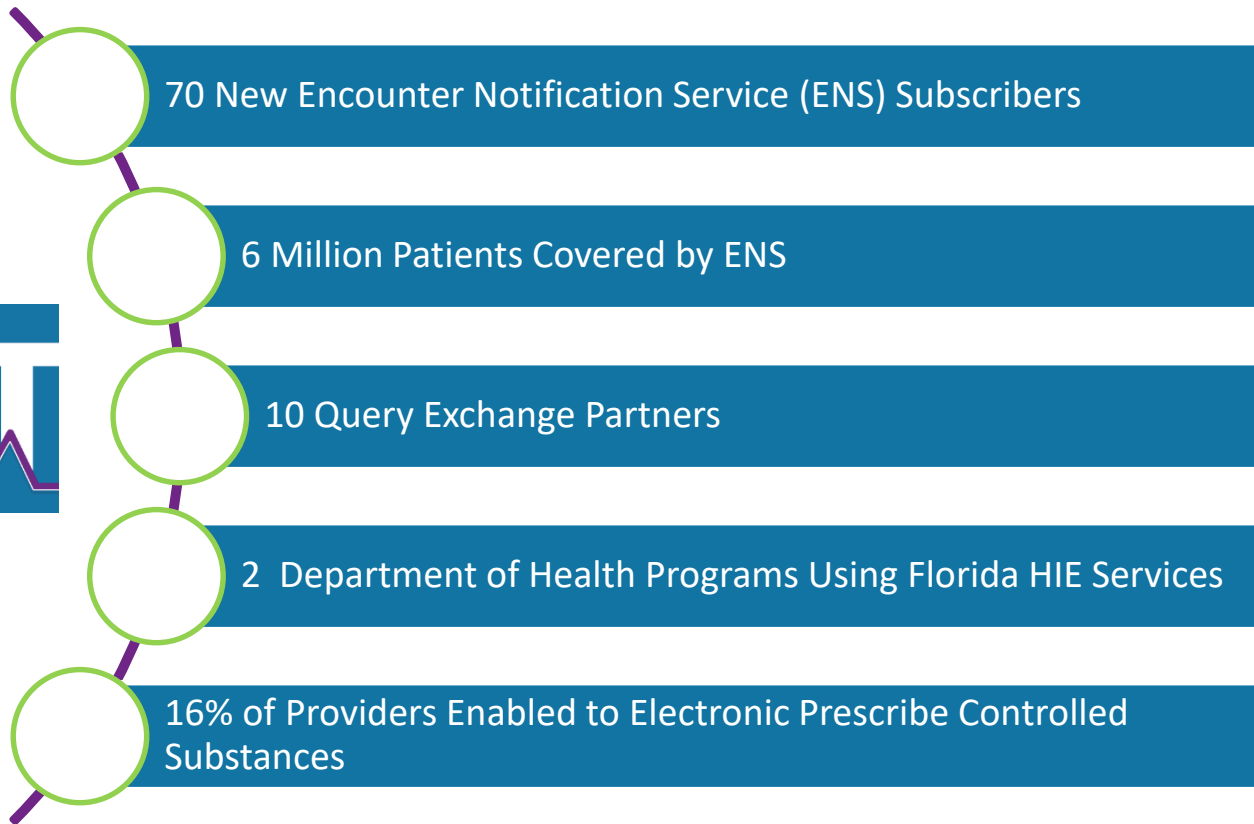 70 New Encounter Notification Service (ENS) Subscribers
6 Million Patients Covered by ENS
10 Query Exchange Partners
2  Department of Health Programs Using Florida HIE Services
16% of Providers Enabled to Electronic Prescribe Controlled
Substances